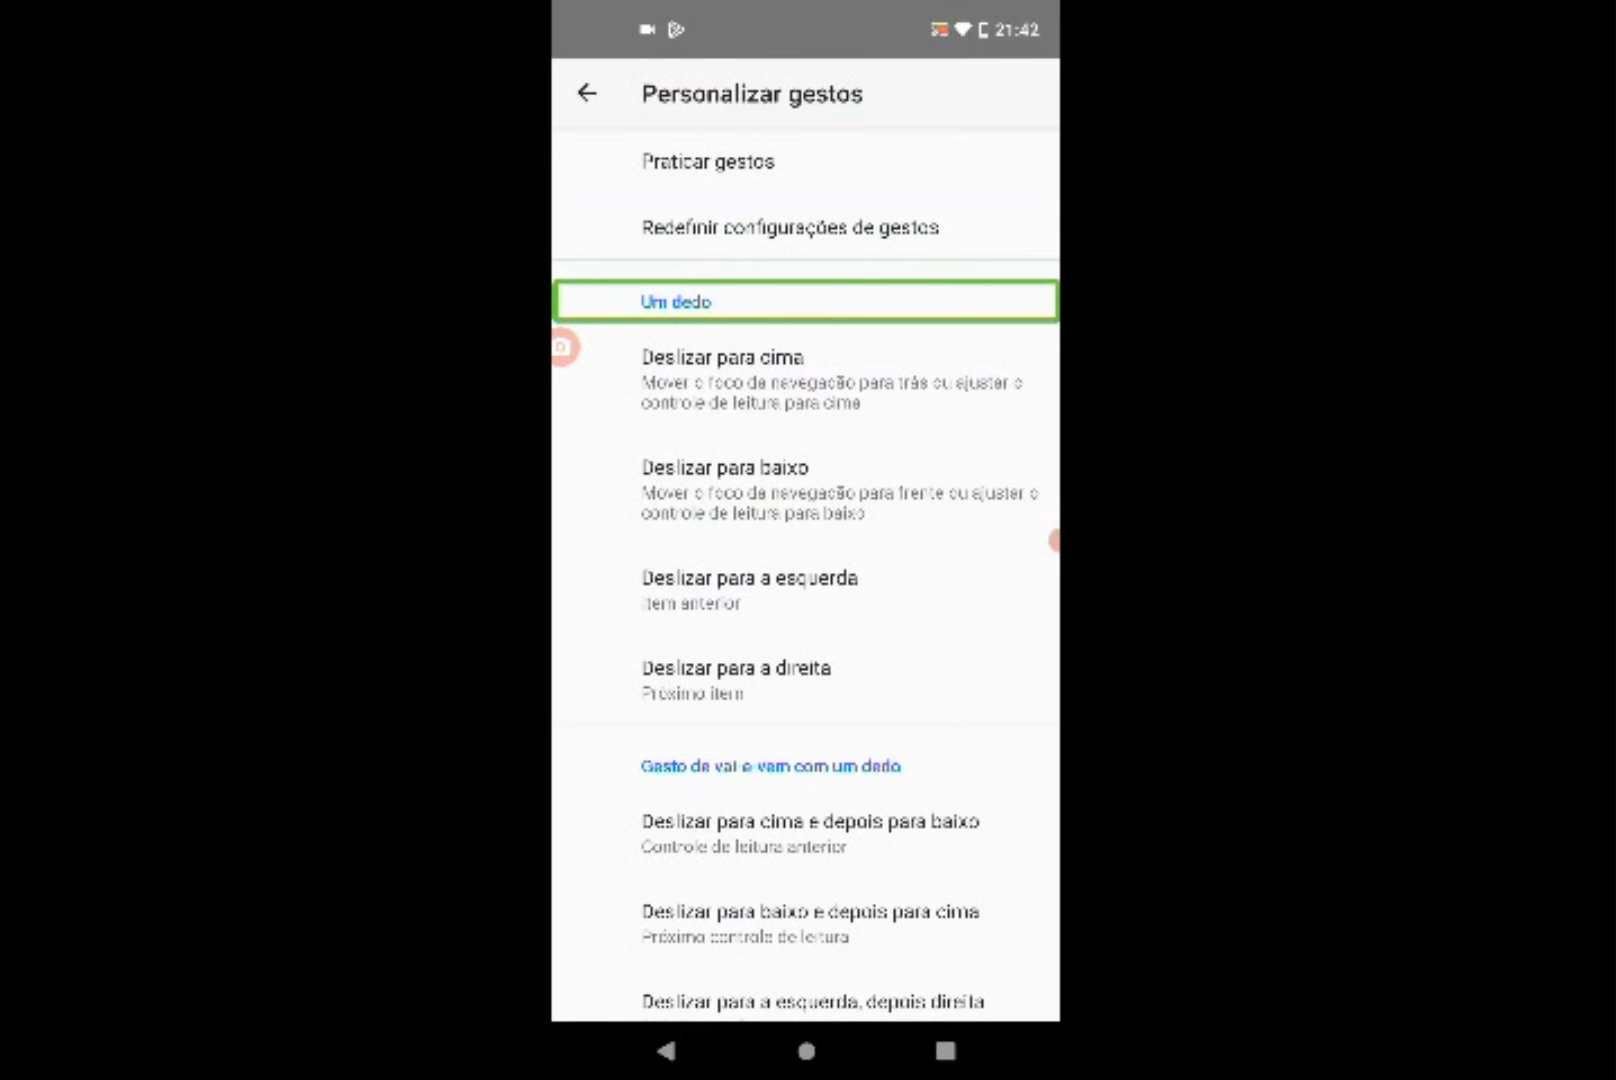 21:42
Personalizar gestos
Praticar gestos
Redefinir configurações de gestos
Um dedo
Deslizar para cima
Mover o foco da navegação para trás ou ajustar o
controle de leitura para cima
Deslizar para baixo
Mover o foco da navegação para frente ou ajustar o
controle de leitura para baixo
Deslizar para a esquerda
Item anterior
Deslizar para a direita
Próximo item
Gesto de vai-e-vem com um dedo
Deslizar para cima e depois para baixo
Controle de leitura anterior
Deslizar para baixo e depois para cima
Próximo controle de leitura
Deslizar para a esquerda, depois direita